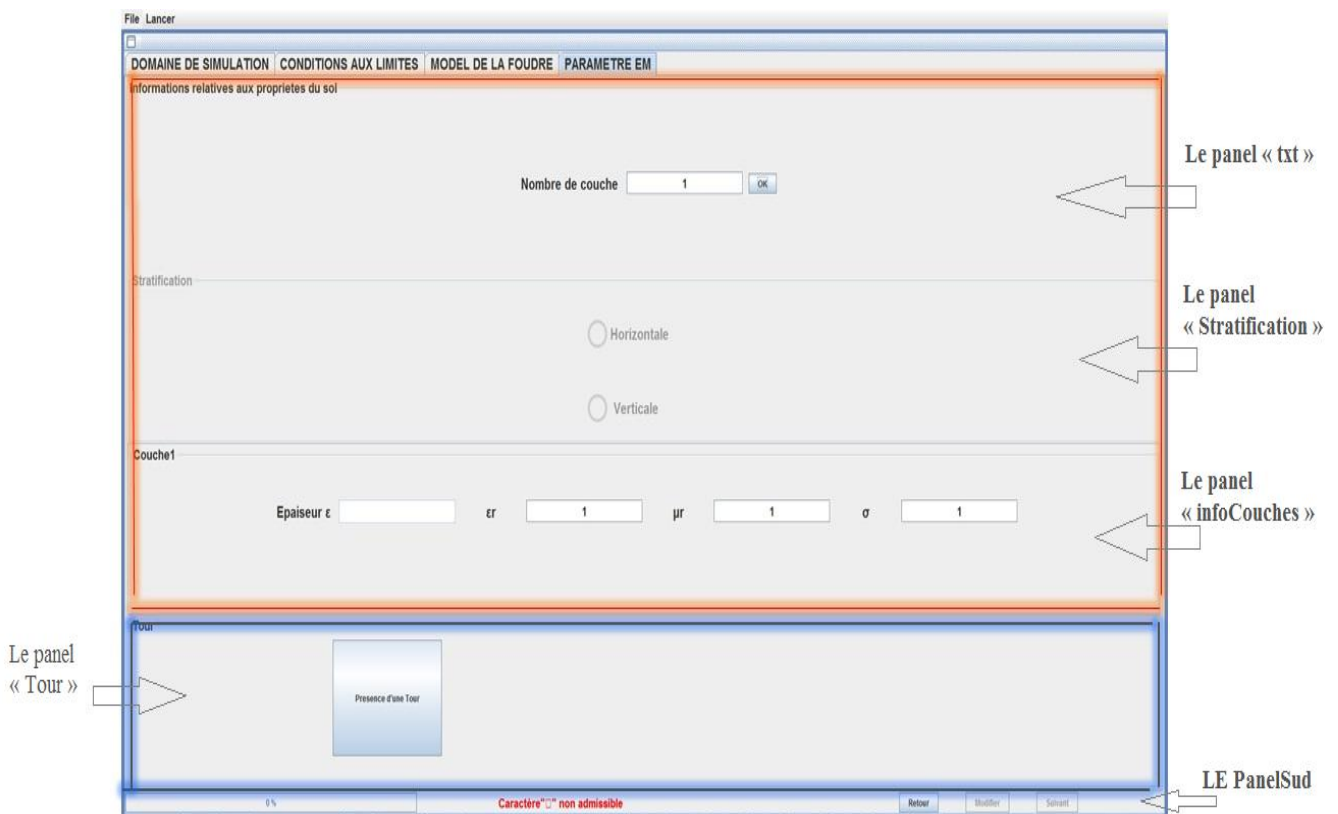 File Lancer
DOMAINE DE SIMULATION CONDITIONS AUX LIMITES MODEL DE LA FOUDRE PARAMETRE EM
Informations relatives aux proprietes du sol
Nombre de couche 1 OK
Le panel « txt »
Stratification
Horizontale
Verticale
Le panel
« Stratification »
Couche1
Epaiseur ε εr 1 μr 1 σ 1
Le panel
« infoCouches »
Tour
Presence d'une Tour
Le panel
« Tour »
0 % Caractère"▯" non admissible Retour Modifier Suivant
LE PanelSud